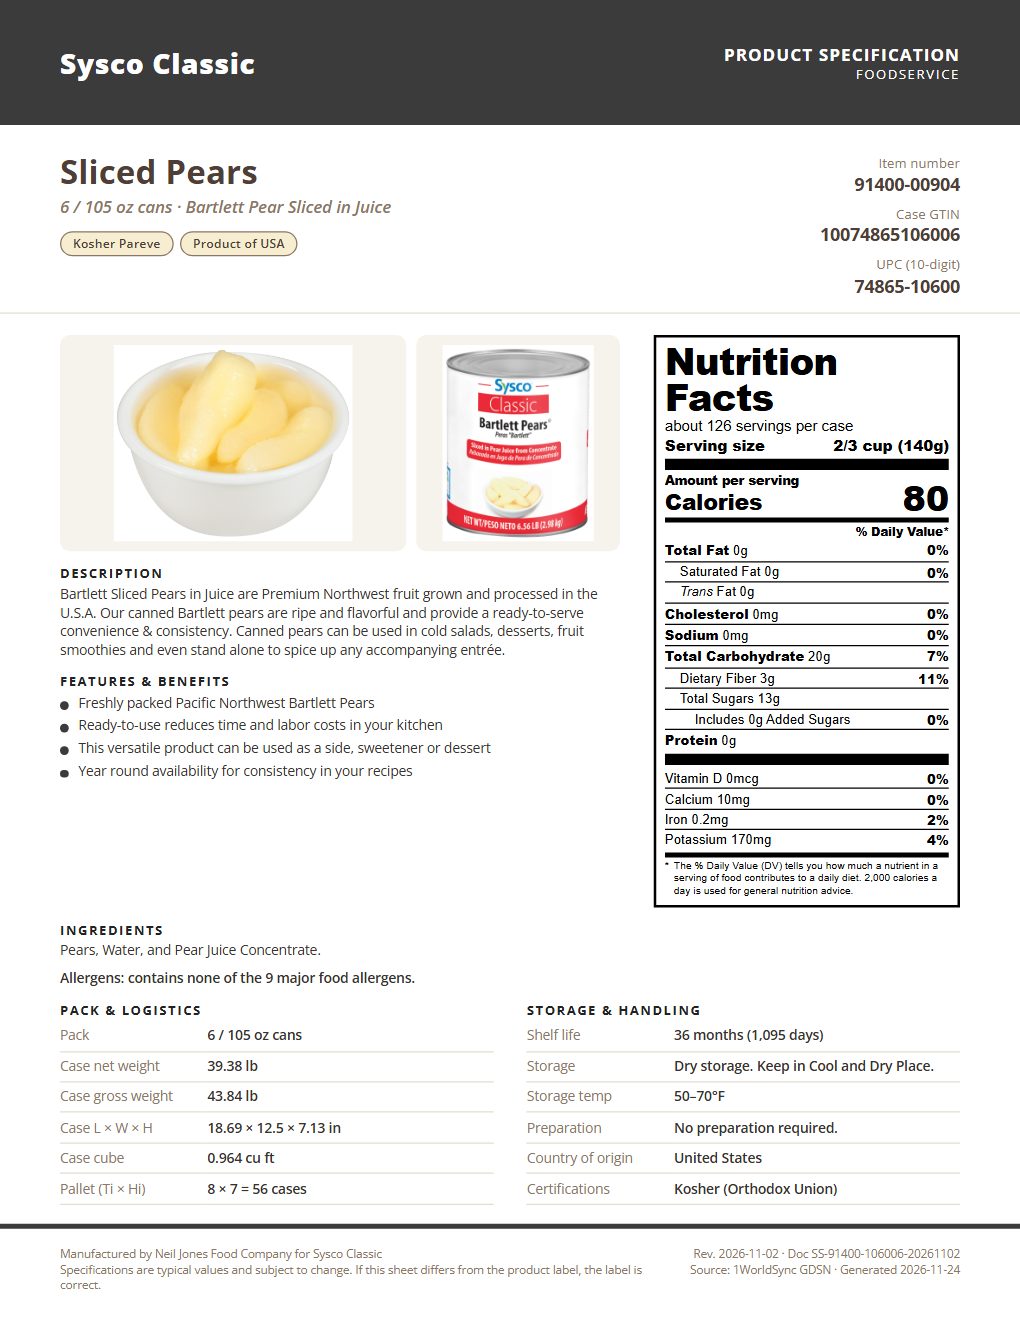 Sysco Classic
PRODUCT SPECIFICATION
FOODSERVICE
Sliced Pears
6 / 105 oz cans · Bartlett Pear Sliced in Juice
Kosher Pareve
Product of USA
Item number
91400-00904
Case GTIN
10074865106006
UPC (10-digit)
74865-10600
Sysco
Classic
Bartlett Pears
Peras "Bartlett"
Sliced in Pear Juice from Concentrate
Rebanadas en Jugo de Pera de Concentrado
NET WT/PESO NETO 6.56 LB (2.98 kg)
DESCRIPTION
Bartlett Sliced Pears in Juice are Premium Northwest fruit grown and processed in the
U.S.A. Our canned Bartlett pears are ripe and flavorful and provide a ready-to-serve
convenience & consistency. Canned pears can be used in cold salads, desserts, fruit
smoothies and even stand alone to spice up any accompanying entrée.
FEATURES & BENEFITS
Freshly packed Pacific Northwest Bartlett Pears
Ready-to-use reduces time and labor costs in your kitchen
This versatile product can be used as a side, sweetener or dessert
Year round availability for consistency in your recipes
Nutrition
Facts
about 126 servings per case
Serving size 2/3 cup (140g)
Amount per serving
Calories 80
% Daily Value*
Total Fat 0g 0%
Saturated Fat 0g 0%
Trans Fat 0g
Cholesterol 0mg 0%
Sodium 0mg 0%
Total Carbohydrate 20g 7%
Dietary Fiber 3g 11%
Total Sugars 13g
Includes 0g Added Sugars 0%
Protein 0g
Vitamin D 0mcg 0%
Calcium 10mg 0%
Iron 0.2mg 2%
Potassium 170mg 4%
* The % Daily Value (DV) tells you how much a nutrient in a
serving of food contributes to a daily diet. 2,000 calories a
day is used for general nutrition advice.
INGREDIENTS
Pears, Water, and Pear Juice Concentrate.
Allergens: contains none of the 9 major food allergens.
PACK & LOGISTICS
Pack 6 / 105 oz cans
Case net weight 39.38 lb
Case gross weight 43.84 lb
Case L × W × H 18.69 × 12.5 × 7.13 in
Case cube 0.964 cu ft
Pallet (Ti × Hi) 8 × 7 = 56 cases
STORAGE & HANDLING
Shelf life 36 months (1,095 days)
Storage Dry storage. Keep in Cool and Dry Place.
Storage temp 50–70°F
Preparation No preparation required.
Country of origin United States
Certifications Kosher (Orthodox Union)
Manufactured by Neil Jones Food Company for Sysco Classic
Specifications are typical values and subject to change. If this sheet differs from the product label, the label is
correct.
Rev. 2026-11-02 · Doc SS-91400-106006-20261102
Source: 1WorldSync GDSN · Generated 2026-11-24